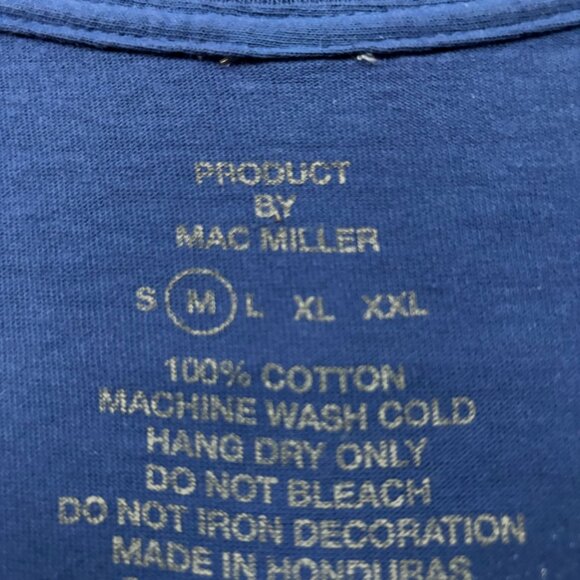 PRODUCT
BY
MAC MILLER
S M L XL XXL
100% COTTON
MACHINE WASH COLD
HANG DRY ONLY
DO NOT BLEACH
DO NOT IRON DECORATION
MADE IN HONDURAS